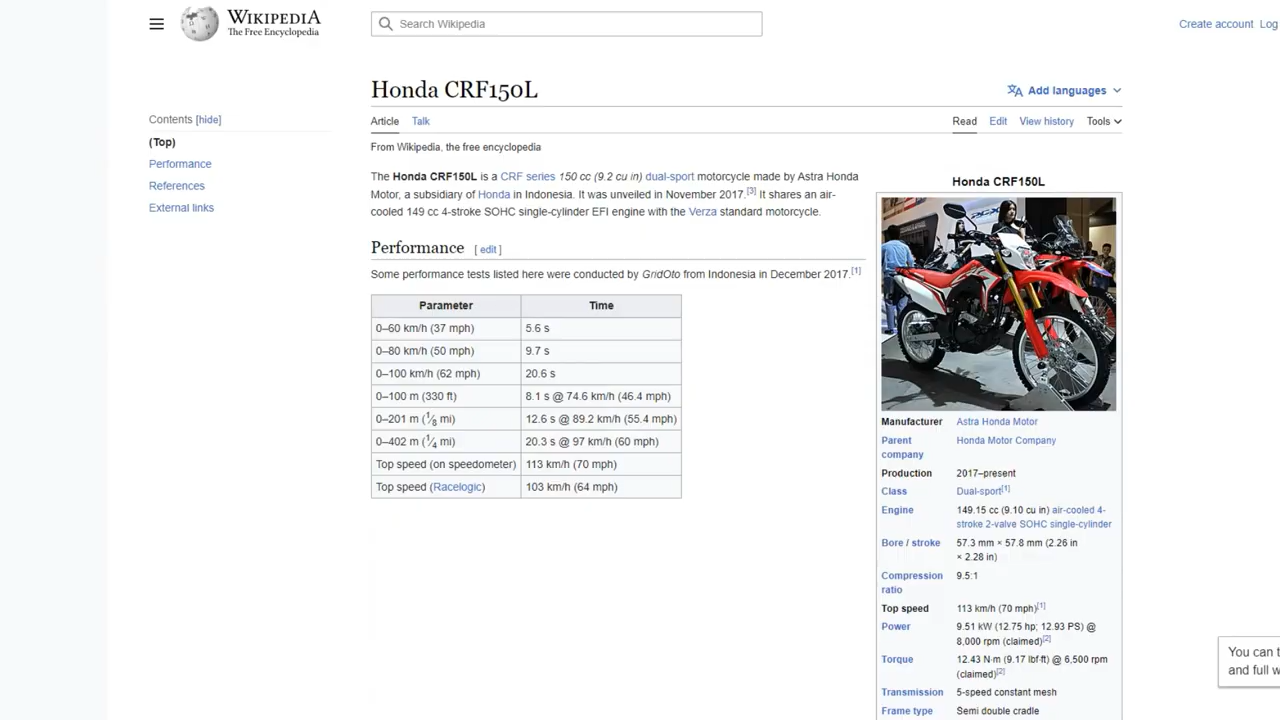 WIKIPEDIA
The Free Encyclopedia
Search Wikipedia
Create account Log
Honda CRF150L
Add languages
Contents [hide]
(Top)
Performance
References
External links
Article Talk
Read Edit View history Tools
From Wikipedia, the free encyclopedia
The Honda CRF150L is a CRF series 150 cc (9.2 cu in) dual-sport motorcycle made by Astra Honda
Motor, a subsidiary of Honda in Indonesia. It was unveiled in November 2017.[3] It shares an air-
cooled 149 cc 4-stroke SOHC single-cylinder EFI engine with the Verza standard motorcycle.
Performance [ edit ]
Some performance tests listed here were conducted by GridOto from Indonesia in December 2017.[1]
Parameter Time
0–60 km/h (37 mph) 5.6 s
0–80 km/h (50 mph) 9.7 s
0–100 km/h (62 mph) 20.6 s
0–100 m (330 ft) 8.1 s @ 74.6 km/h (46.4 mph)
0–201 m (1⁄8 mi) 12.6 s @ 89.2 km/h (55.4 mph)
0–402 m (1⁄4 mi) 20.3 s @ 97 km/h (60 mph)
Top speed (on speedometer) 113 km/h (70 mph)
Top speed (Racelogic) 103 km/h (64 mph)
Honda CRF150L
Manufacturer Astra Honda Motor
Parent Honda Motor Company
company
Production 2017–present
Class Dual-sport[1]
Engine 149.15 cc (9.10 cu in) air-cooled 4-
stroke 2-valve SOHC single-cylinder
Bore / stroke 57.3 mm × 57.8 mm (2.26 in
× 2.28 in)
Compression 9.5:1
ratio
Top speed 113 km/h (70 mph)[1]
Power 9.51 kW (12.75 hp; 12.93 PS) @
8,000 rpm (claimed)[2]
Torque 12.43 N·m (9.17 lbf·ft) @ 6,500 rpm
(claimed)[2]
Transmission 5-speed constant mesh
Frame type Semi double cradle
You can t
and full w